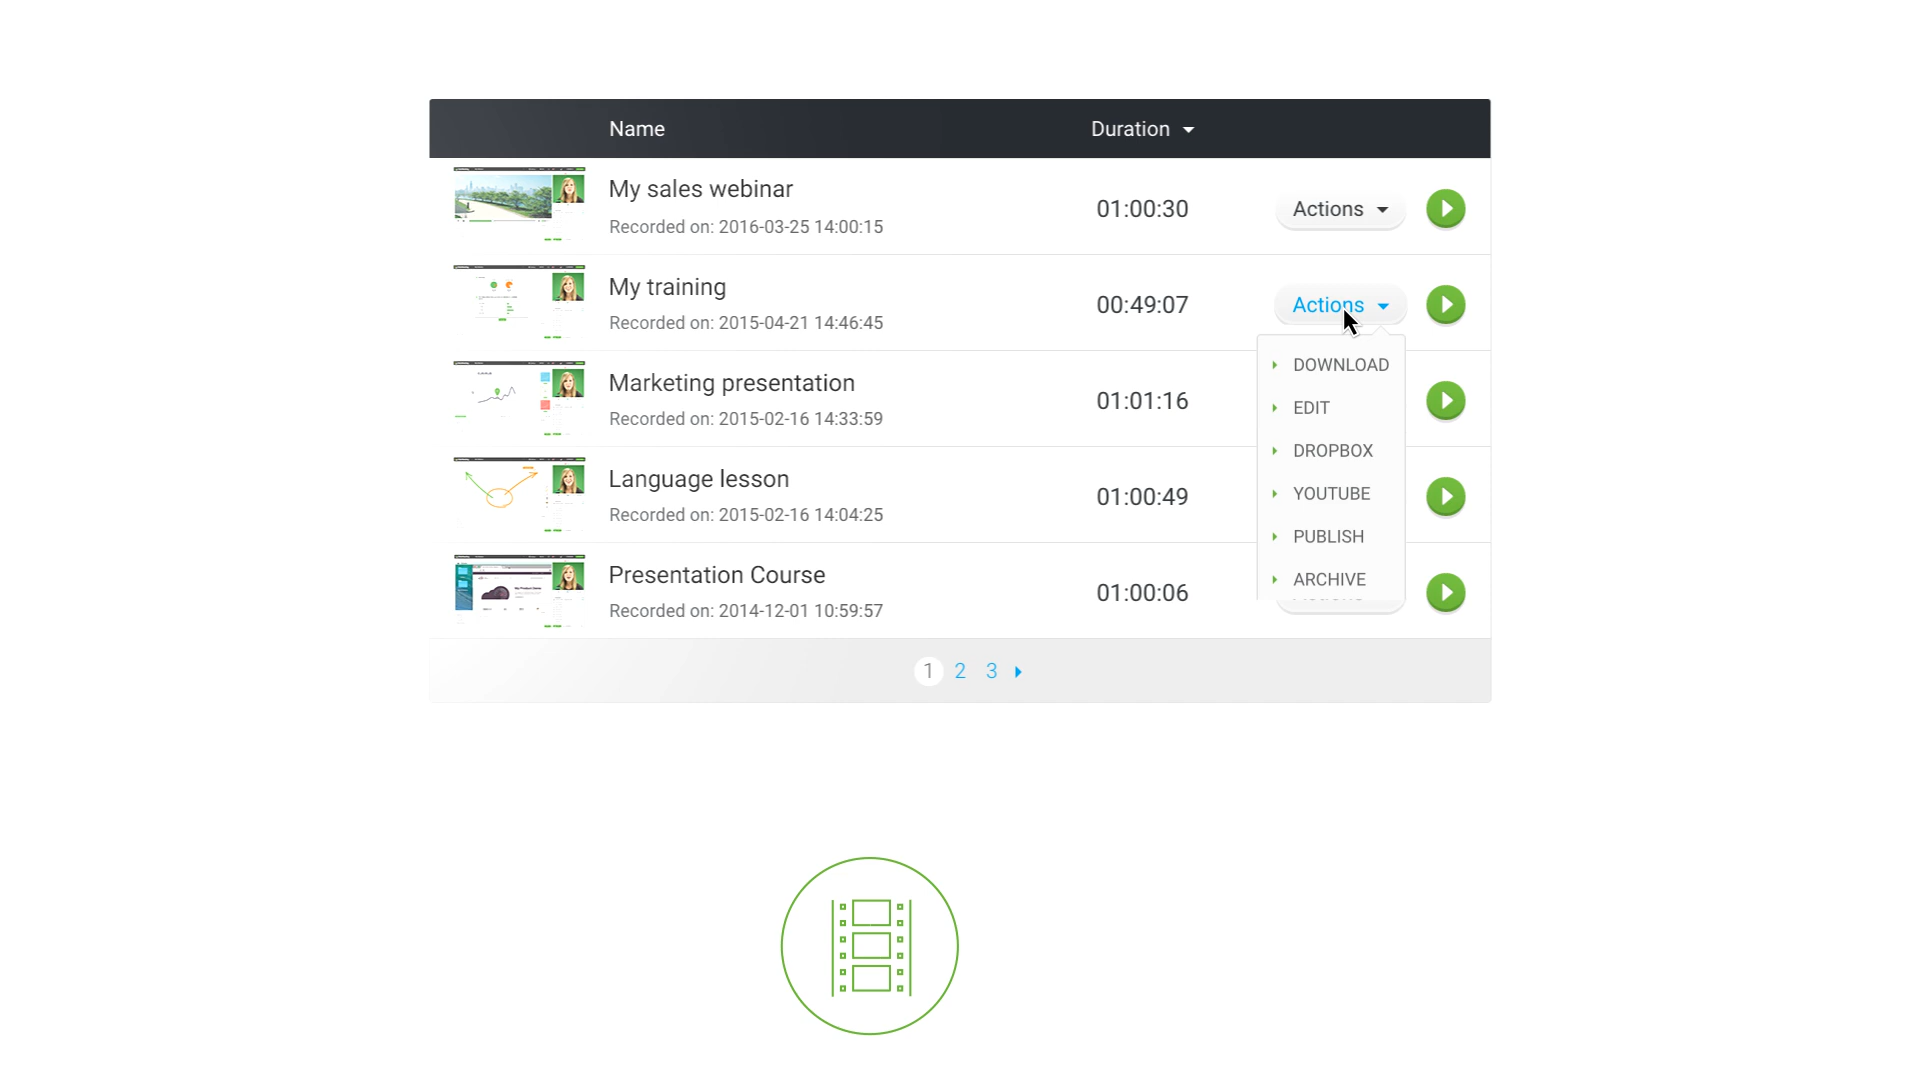 Name Duration
My sales webinar
Recorded on: 2016-03-25 14:00:15
01:00:30
Actions
My training
Recorded on: 2015-04-21 14:46:45
00:49:07
Actions
DOWNLOAD
EDIT
DROPBOX
YOUTUBE
PUBLISH
ARCHIVE
Marketing presentation
Recorded on: 2015-02-16 14:33:59
01:01:16
Language lesson
Recorded on: 2015-02-16 14:04:25
01:00:49
Presentation Course
Recorded on: 2014-12-01 10:59:57
01:00:06
1 2 3